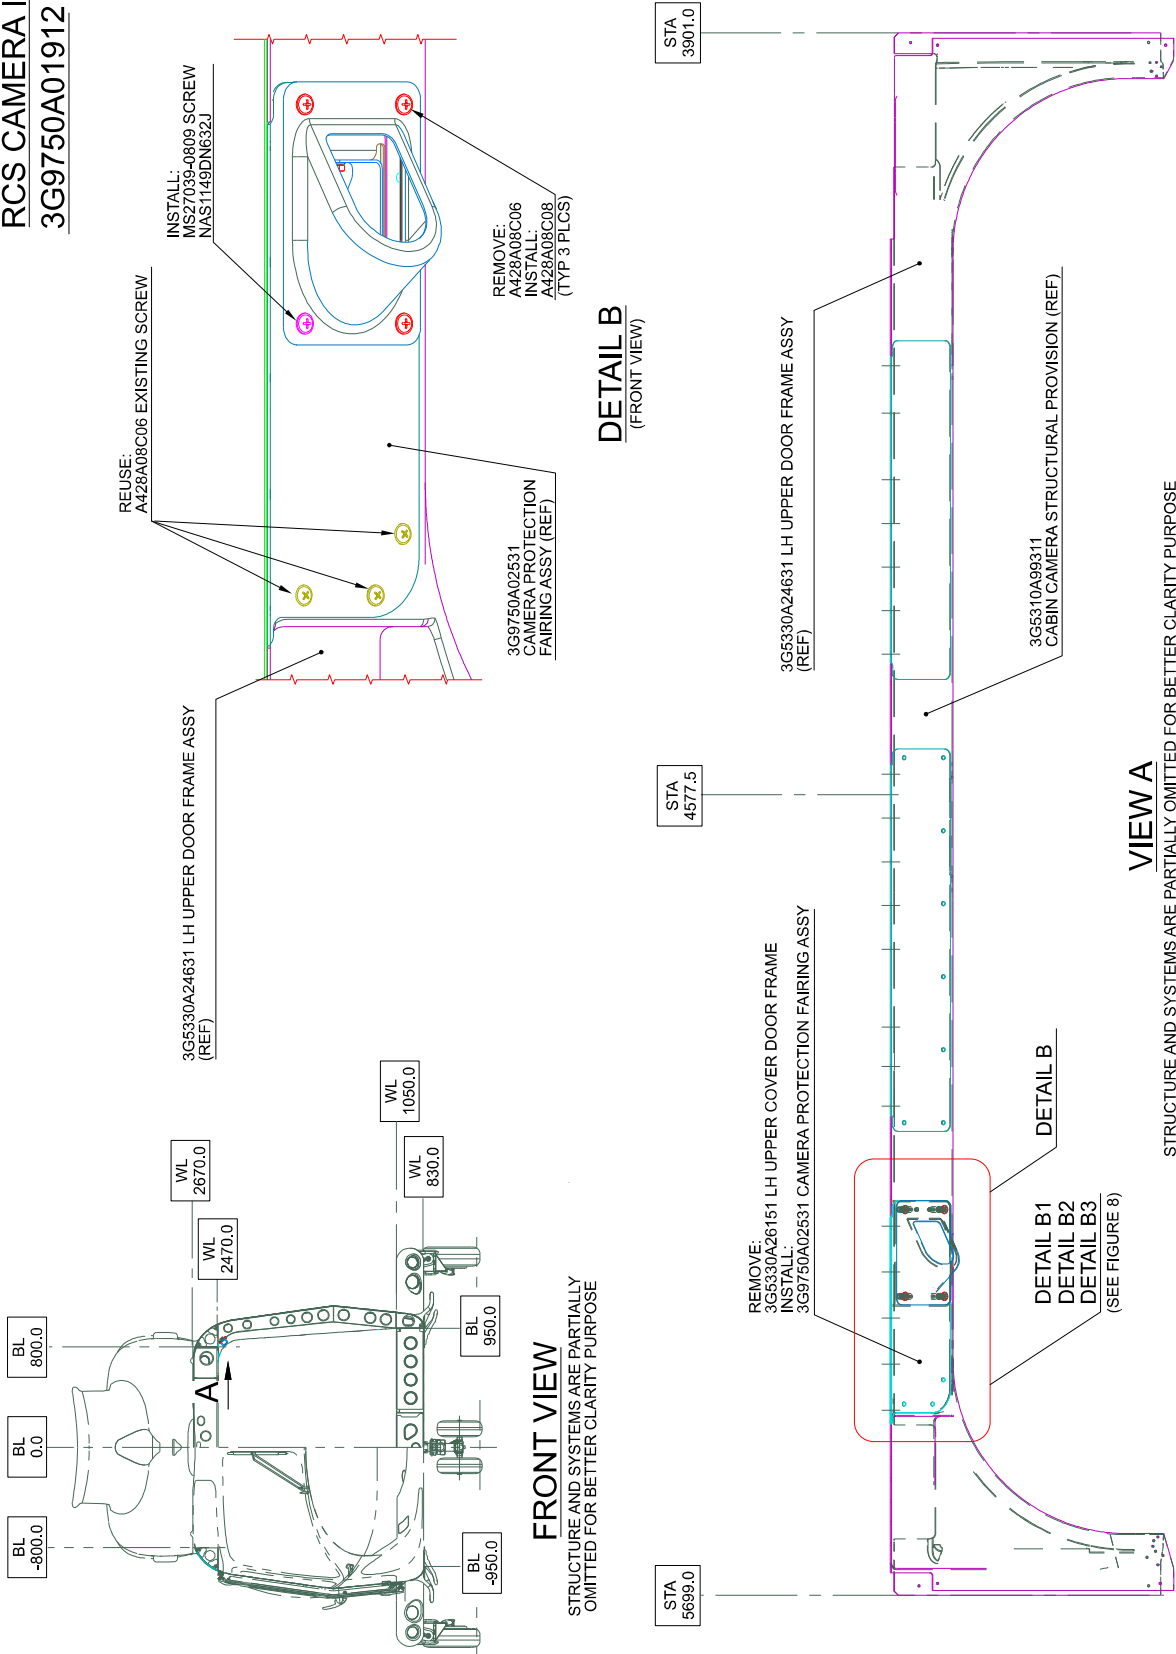 RCS CAMERA
3G9750A01912
INSTALL:
MS27039-0809 SCREW
NAS1149DN632J
REUSE:
A428A08C06 EXISTING SCREW
3G5330A24631 LH UPPER DOOR FRAME ASSY
(REF)
REMOVE:
A428A08C06
INSTALL:
A428A08C08
(TYP 3 PLCS)
3G9750A02531
CAMERA PROTECTION
FAIRING ASSY (REF)
DETAIL B
(FRONT VIEW)
BL
-800.0
BL
0.0
BL
800.0
WL
2670.0
WL
2470.0
WL
1050.0
WL
830.0
BL
950.0
BL
-950.0
A
FRONT VIEW
STRUCTURE AND SYSTEMS ARE PARTIALLY
OMITTED FOR BETTER CLARITY PURPOSE
STA
5699.0
STA
4577.5
STA
3901.0
REMOVE:
3G5330A26151 LH UPPER COVER DOOR FRAME
INSTALL:
3G9750A02531 CAMERA PROTECTION FAIRING ASSY
3G5330A24631 LH UPPER DOOR FRAME ASSY
(REF)
3G5310A99311
CABIN CAMERA STRUCTURAL PROVISION (REF)
DETAIL B
DETAIL B1
DETAIL B2
DETAIL B3
(SEE FIGURE 8)
VIEW A
STRUCTURE AND SYSTEMS ARE PARTIALLY OMITTED FOR BETTER CLARITY PURPOSE